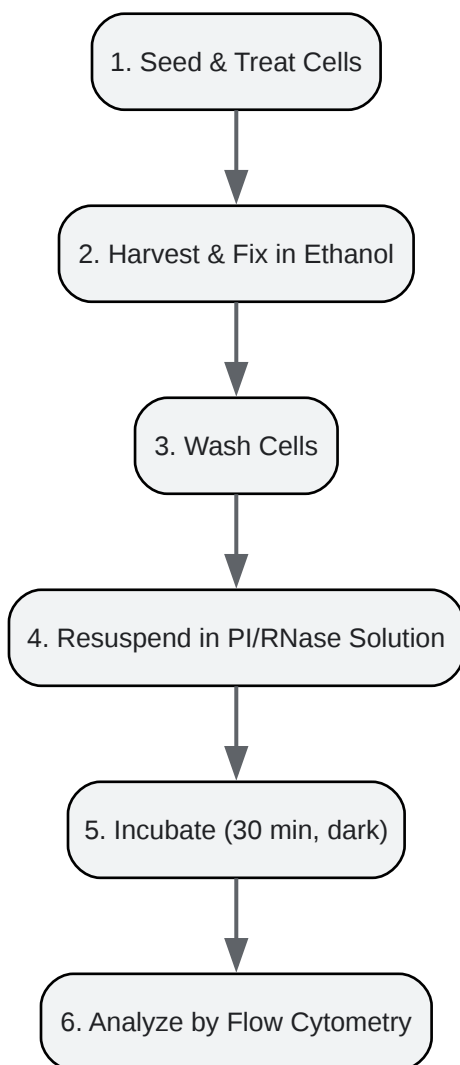 1. Seed & Treat Cells
2. Harvest & Fix in Ethanol
3. Wash Cells
4. Resuspend in PI/RNase Solution
5. Incubate (30 min, dark)
6. Analyze by Flow Cytometry